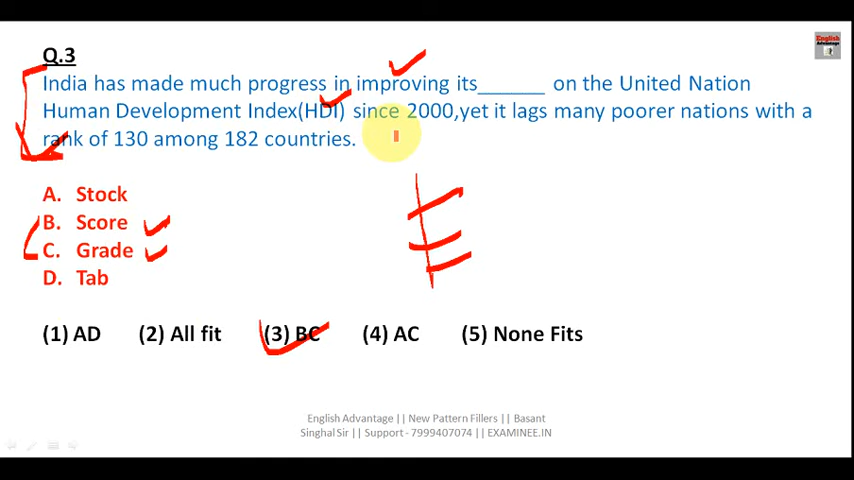 English
Advantage
Q.3
India has made much progress in improving its______ on the United Nation
Human Development Index(HDI) since 2000,yet it lags many poorer nations with a
rank of 130 among 182 countries.
A. Stock
B. Score
C. Grade
D. Tab
(1) AD (2) All fit (3) BC (4) AC (5) None Fits
English Advantage || New Pattern Fillers || Basant
Singhal Sir || Support - 7999407074 || EXAMINEE.IN